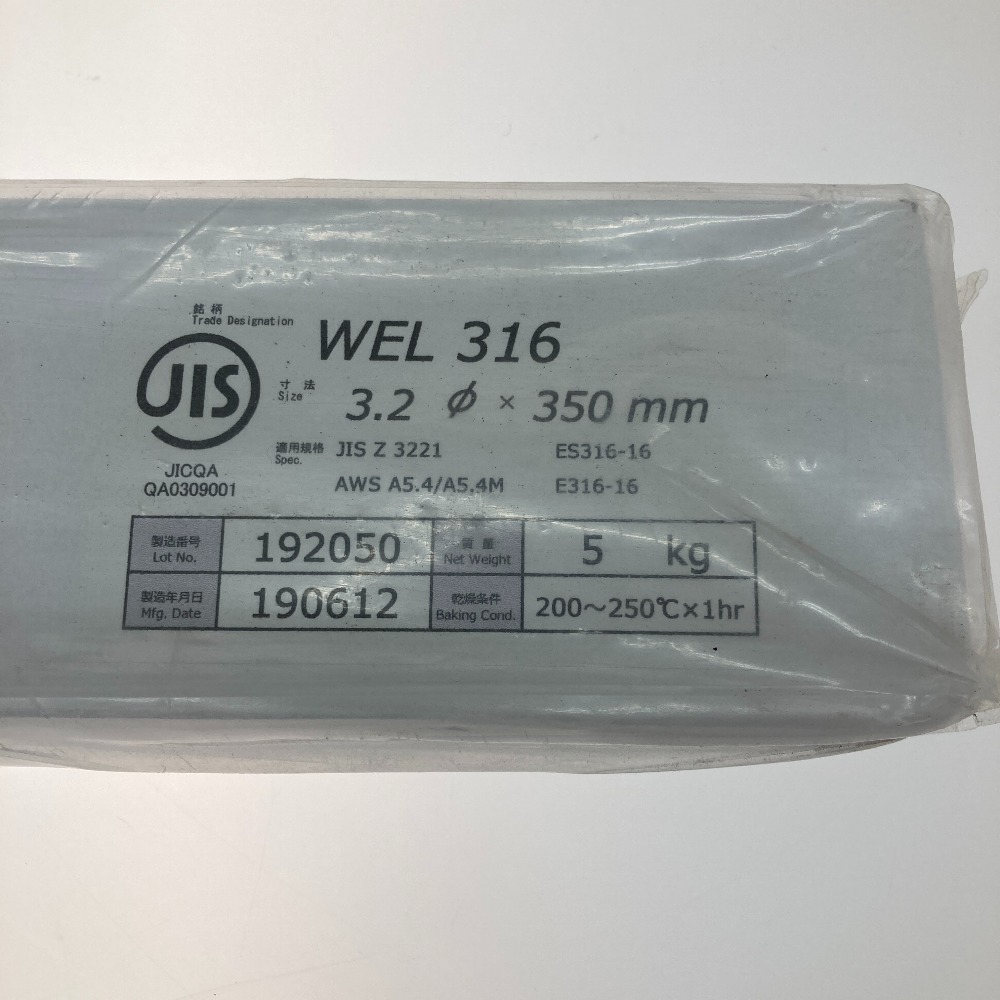 銘柄
Trade Designation
WEL 316
JIS
寸法
Size
3.2 φ × 350 mm
適用規格
Spec.
JIS Z 3221 ES316-16
AWS A5.4/A5.4M E316-16
JICQA
QA0309001
製造番号
Lot No.
192050
質量
Net Weight
5 kg
製造年月日
Mfg. Date
190612
乾燥条件
Baking Cond.
200～250℃×1hr